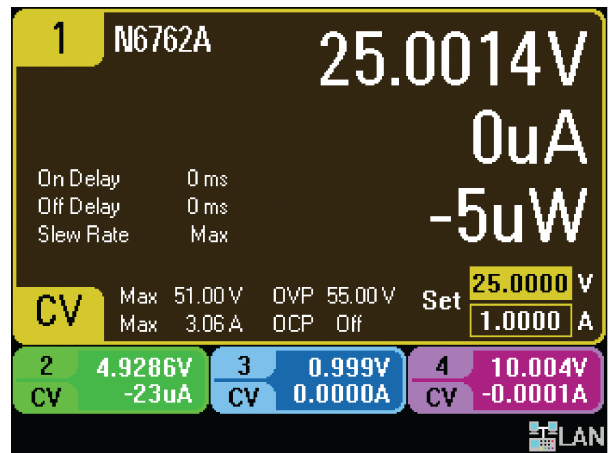 1 N6762A 25.0014V
0uA
On Delay 0 ms
Off Delay 0 ms
-5uW
Slew Rate Max
CV Max 51.00 V OVP 55.00 V Set 25.0000 V
Max 3.06 A OCP Off 1.0000 A
2 4.9286V 3 0.999V 4 10.004V
CV -23uA CV 0.0000A CV -0.0001A
LAN